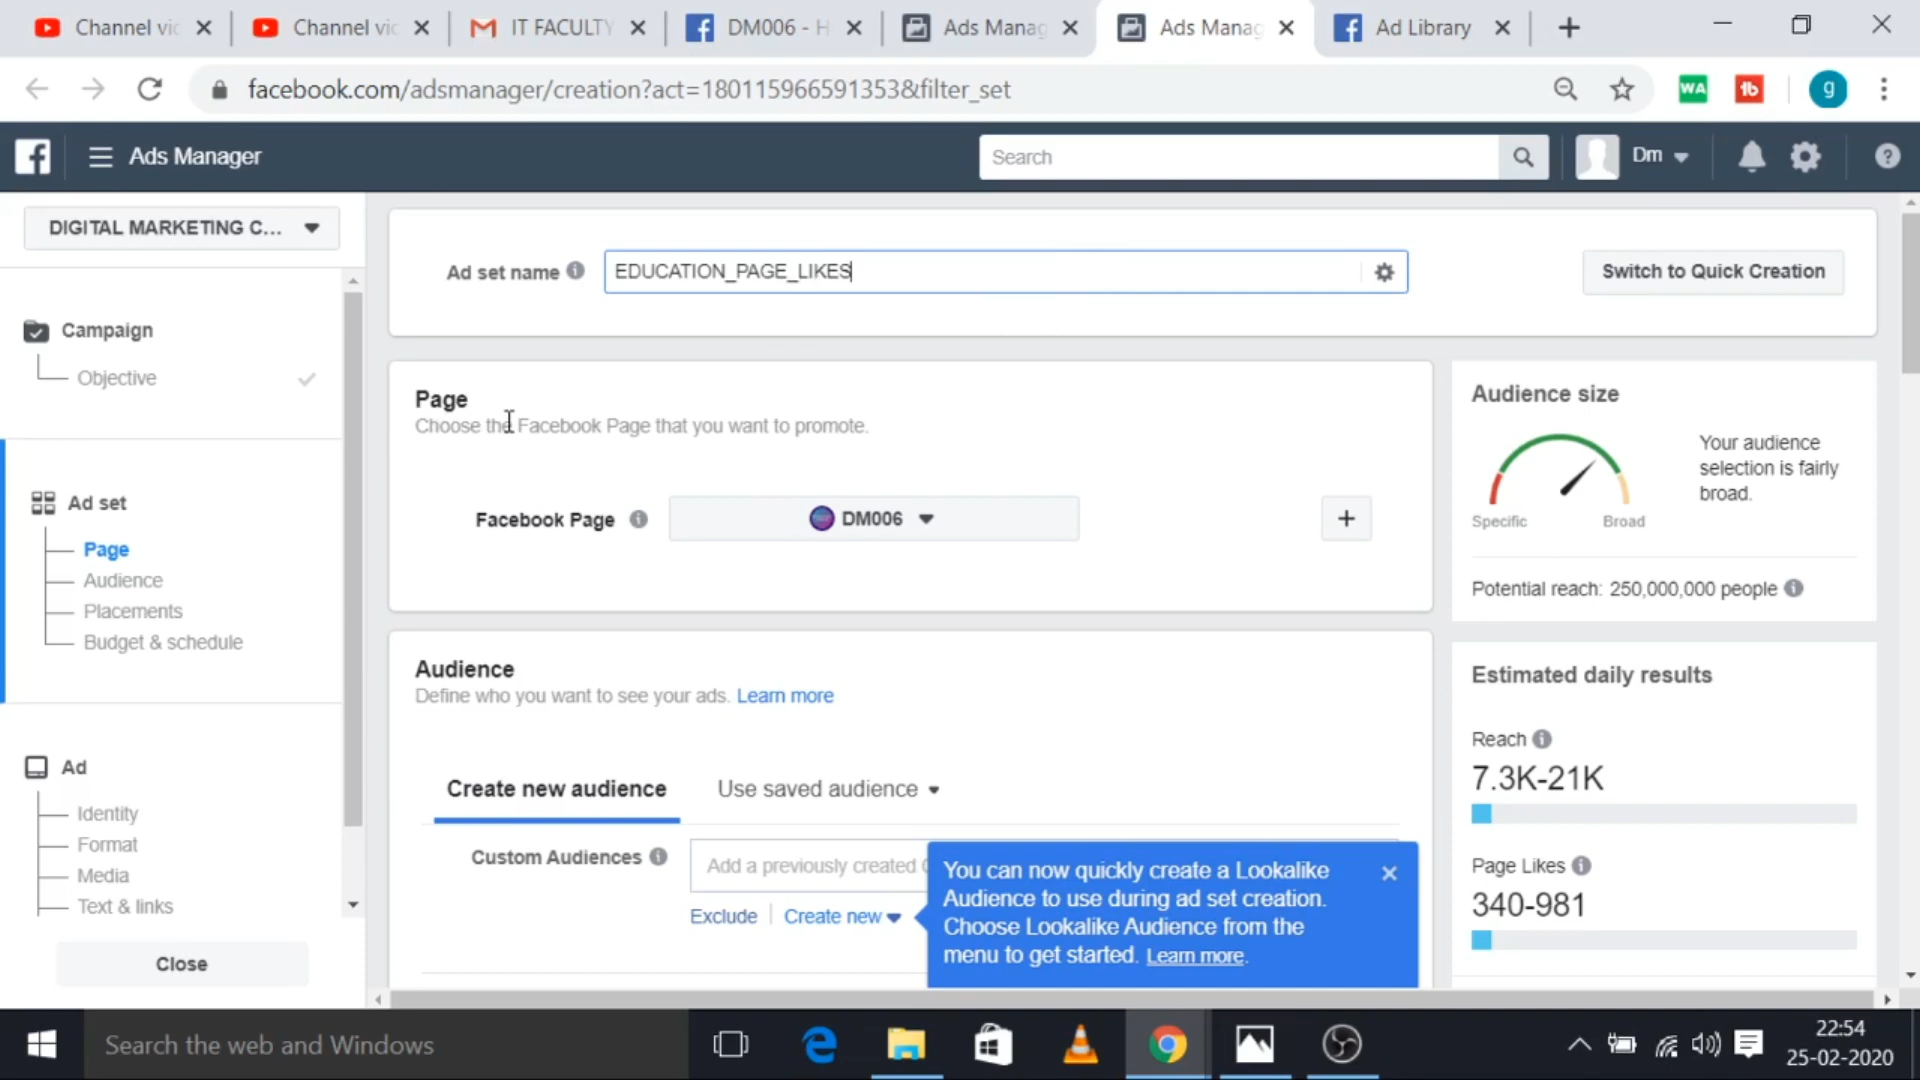 Channel vic
Channel vic
IT FACULTY
DM006 - H
Ads Manag
Ads Manag
Ad Library
facebook.com/adsmanager/creation?act=180115966591353&filter_set
WA
g
Ads Manager
Search
Dm
DIGITAL MARKETING C...
Ad set name
EDUCATION_PAGE_LIKES
Switch to Quick Creation
Campaign
Objective
Page
Choose the Facebook Page that you want to promote.
Facebook Page
DM006
Audience size
Your audience
selection is fairly
broad.
Specific
Broad
Potential reach: 250,000,000 people
Ad set
Page
Audience
Placements
Budget & schedule
Audience
Define who you want to see your ads. Learn more
Create new audience
Use saved audience
Custom Audiences
Add a previously created
Exclude
Create new
You can now quickly create a Lookalike
Audience to use during ad set creation.
Choose Lookalike Audience from the
menu to get started. Learn more.
Estimated daily results
Reach
7.3K-21K
Page Likes
340-981
Ad
Identity
Format
Media
Text & links
Close
Search the web and Windows
22:54
25-02-2020